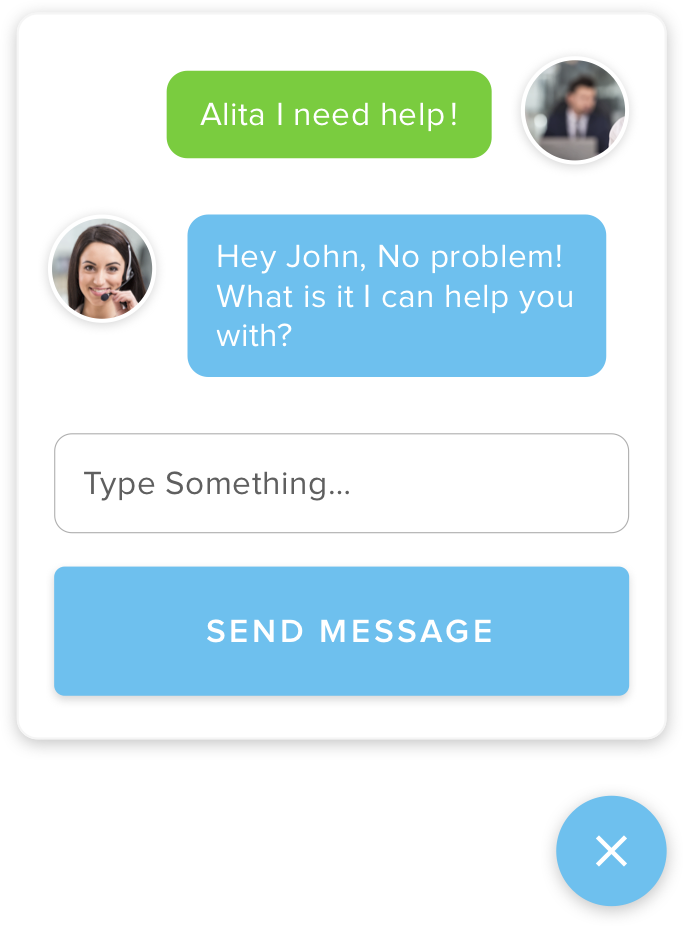 Alita I need help!
Hey John, No problem!
What is it I can help you
with?
Type Something...
SEND MESSAGE